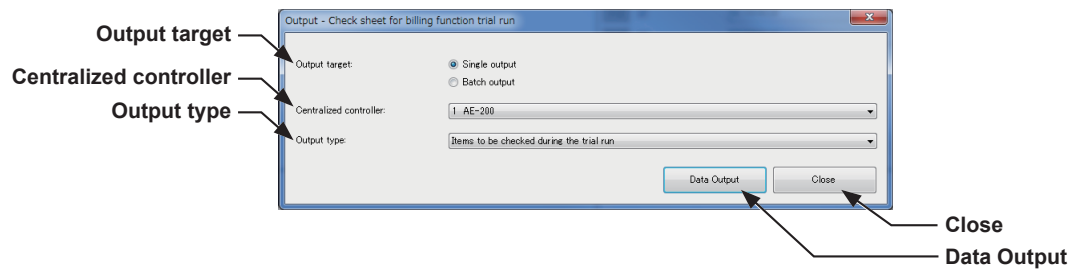 Output - Check sheet for billing function trial run
x
Output target
Output target:
Single output
Batch output
Centralized controller
Centralized controller:
1 AE-200
Output type
Output type:
Items to be checked during the trial run
Data Output
Close
Close
Data Output